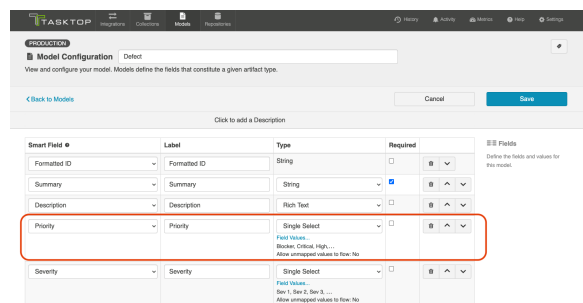 TASKTOP Integrations Collections Models Repositories History Activity Metrics Help Settings
PRODUCTION
Model Configuration Defect
View and configure your model. Models define the fields that constitute a given artifact type.
Back to Models Cancel Save
Click to add a Description
Smart Field Label Type Required Fields
Define the fields and values for this model.
Formatted ID Formatted ID String
Summary Summary String
Description Description Rich Text
Priority Priority Single Select
Field Values...
Blocker, Critical, High,...
Allow unmapped values to flow: No
Severity Severity Single Select
Field Values...
Sev 1, Sev 2, Sev 3, ...
Allow unmapped values to flow: No